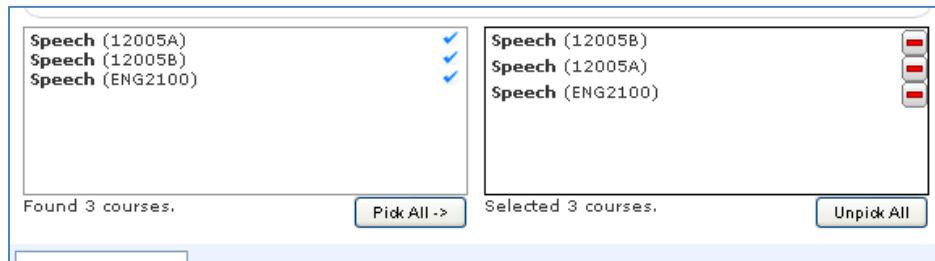 Speech (12005A)
Speech (12005B)
Speech (ENG2100)
Found 3 courses.
Pick All ->
Speech (12005B)
Speech (12005A)
Speech (ENG2100)
Selected 3 courses.
Unpick All